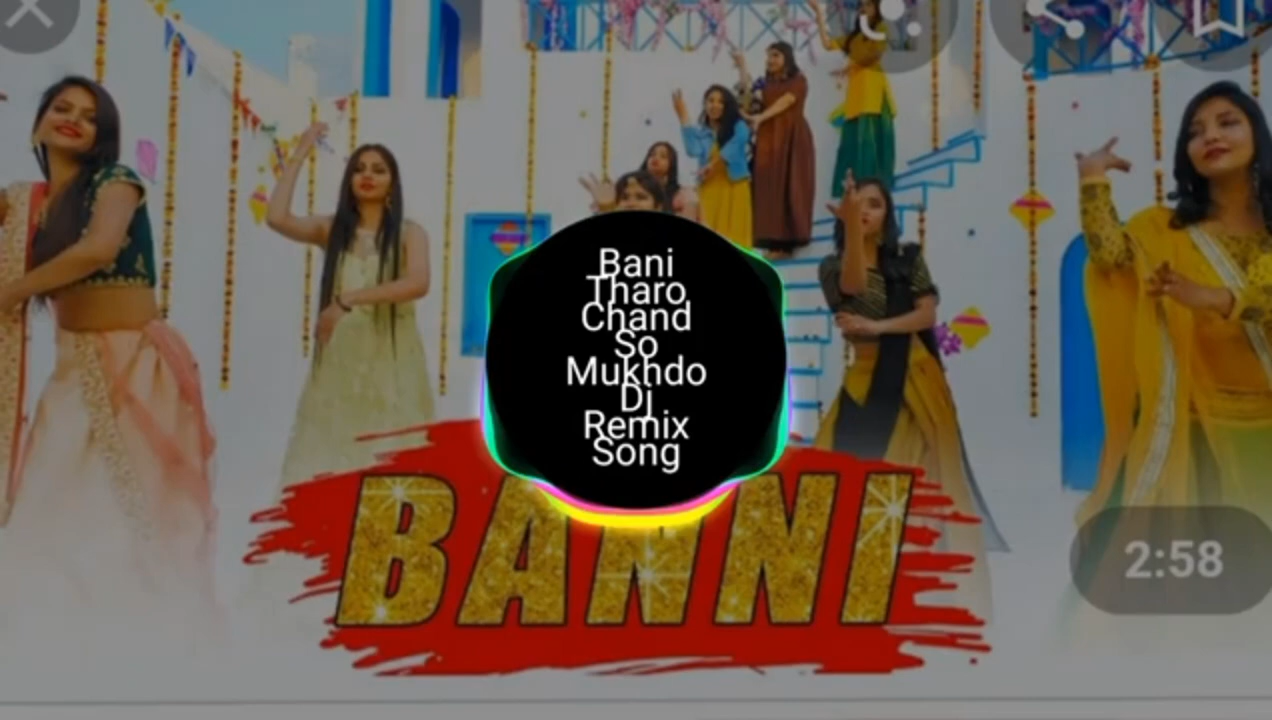 Bani
Tharo
Chand
So
Mukhdo
Dj
Remix
Song
BANNI
2:58